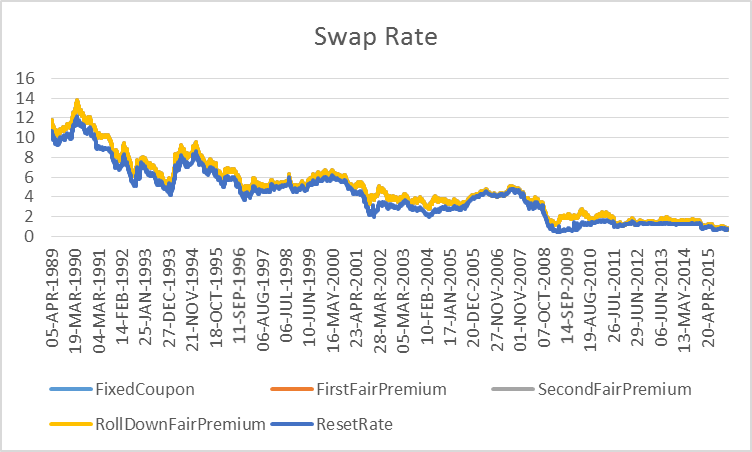 Swap Rate
16
14
12
10
8
6
4
2
0
05-APR-1989
19-MAR-1990
04-MAR-1991
14-FEB-1992
25-JAN-1993
27-DEC-1993
21-NOV-1994
18-OCT-1995
11-SEP-1996
06-AUG-1997
06-JUL-1998
10-JUN-1999
16-MAY-2000
20-APR-2001
28-MAR-2002
05-MAR-2003
10-FEB-2004
17-JAN-2005
20-DEC-2005
27-NOV-2006
01-NOV-2007
07-OCT-2008
14-SEP-2009
19-AUG-2010
26-JUL-2011
29-JUN-2012
06-JUN-2013
13-MAY-2014
20-APR-2015
FixedCoupon FirstFairPremium SecondFairPremium
RollDownFairPremium ResetRate